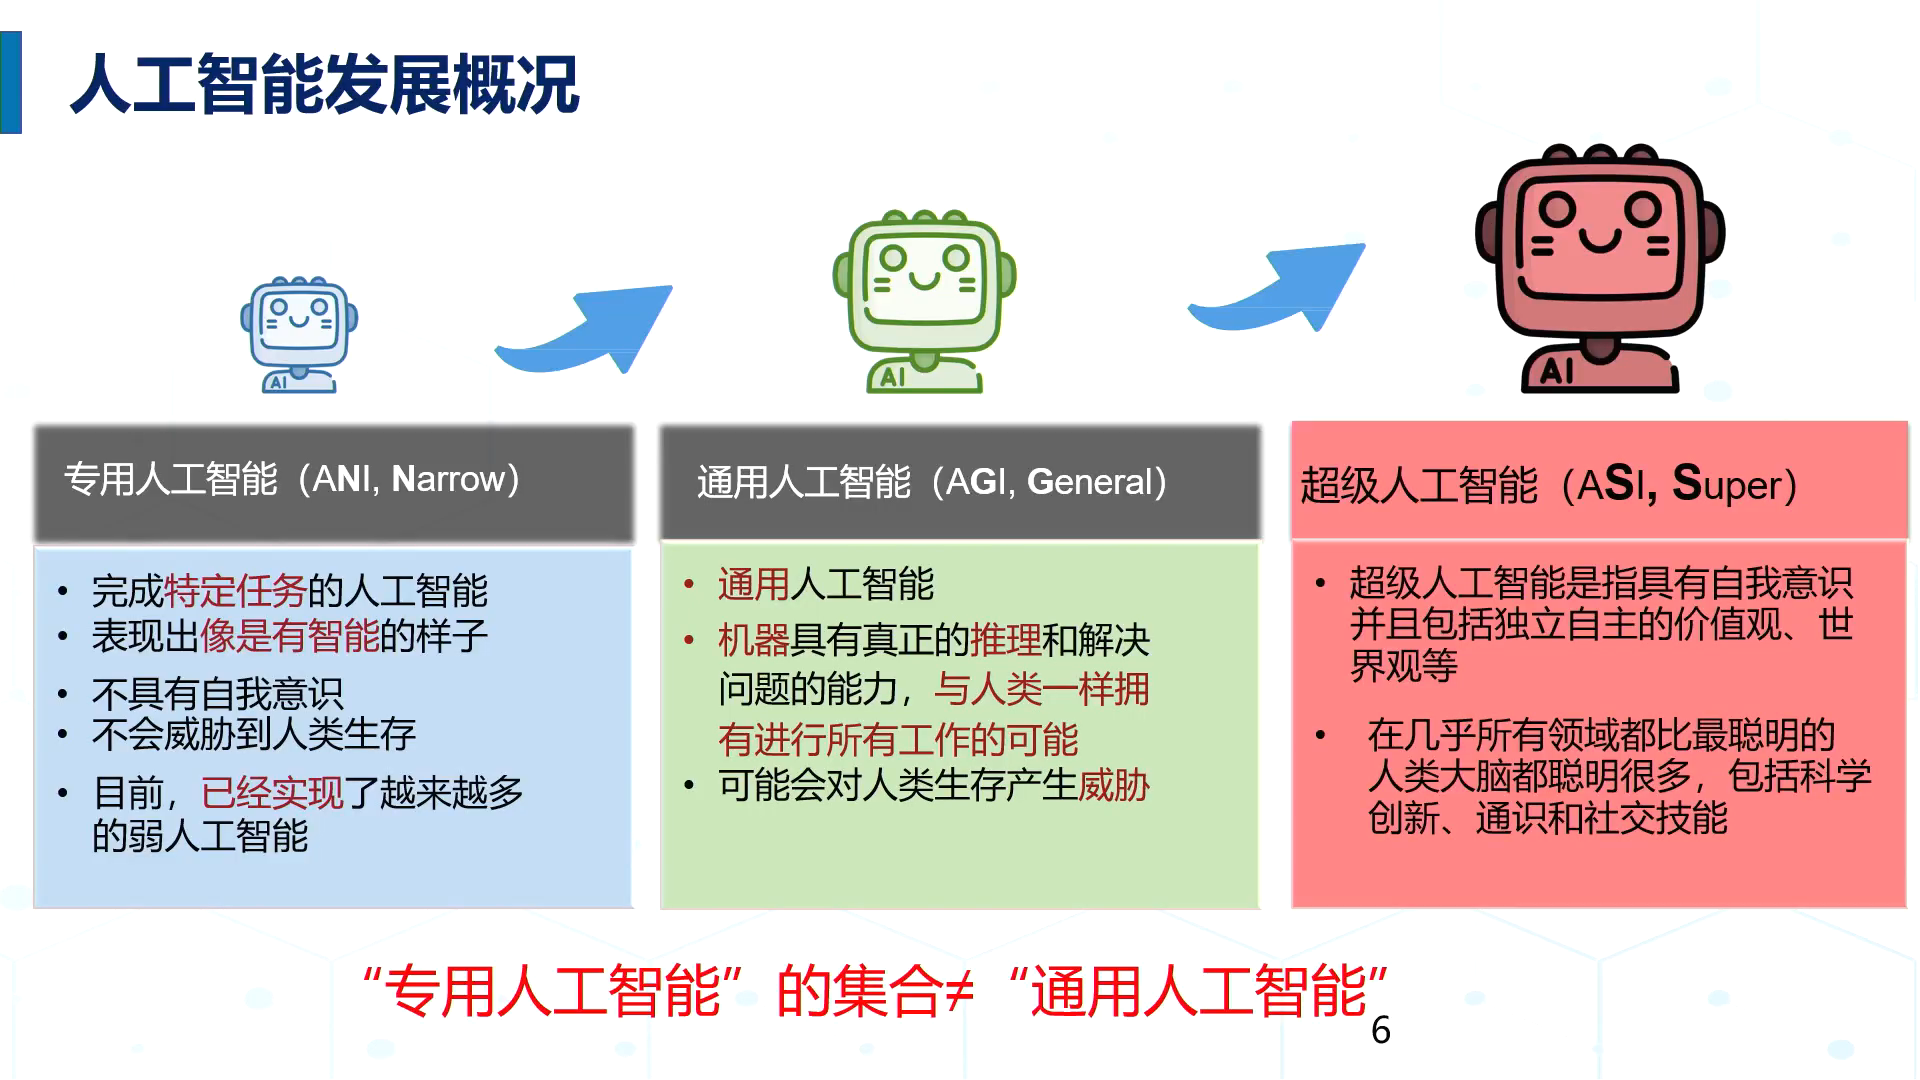 人工智能发展概况
AI
AI
AI
专用人工智能（ANI, Narrow）
• 完成特定任务的人工智能
• 表现出像是有智能的样子
• 不具有自我意识
• 不会威胁到人类生存
• 目前，已经实现了越来越多
的弱人工智能
通用人工智能（AGI, General）
• 通用人工智能
• 机器具有真正的推理和解决
问题的能力，与人类一样拥
有进行所有工作的可能
• 可能会对人类生存产生威胁
超级人工智能（ASI, Super）
• 超级人工智能是指具有自我意识
并且包括独立自主的价值观、世
界观等
• 在几乎所有领域都比最聪明的
人类大脑都聪明很多，包括科学
创新、通识和社交技能
“专用人工智能”的集合≠“通用人工智能”
6